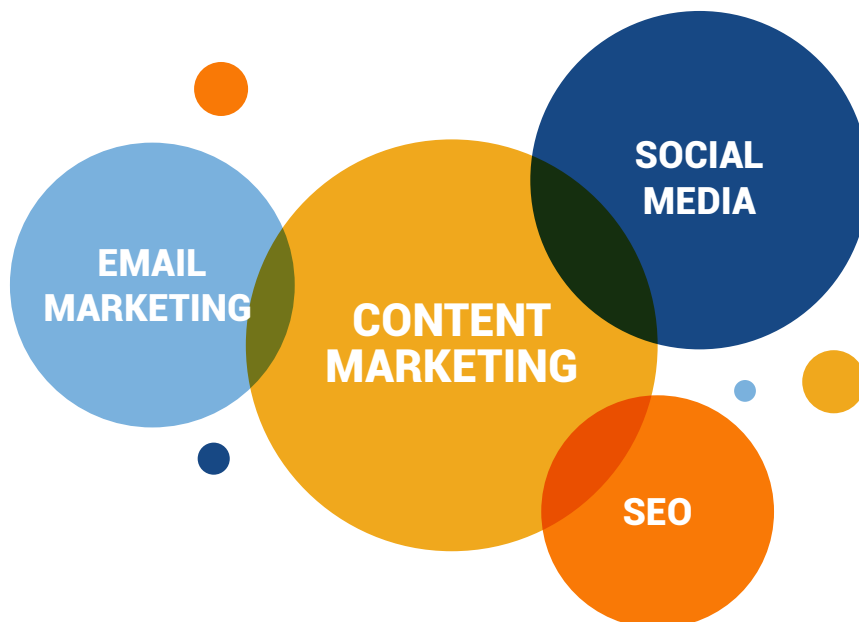 SOCIAL
MEDIA
EMAIL
MARKETING
CONTENT
MARKETING
SEO